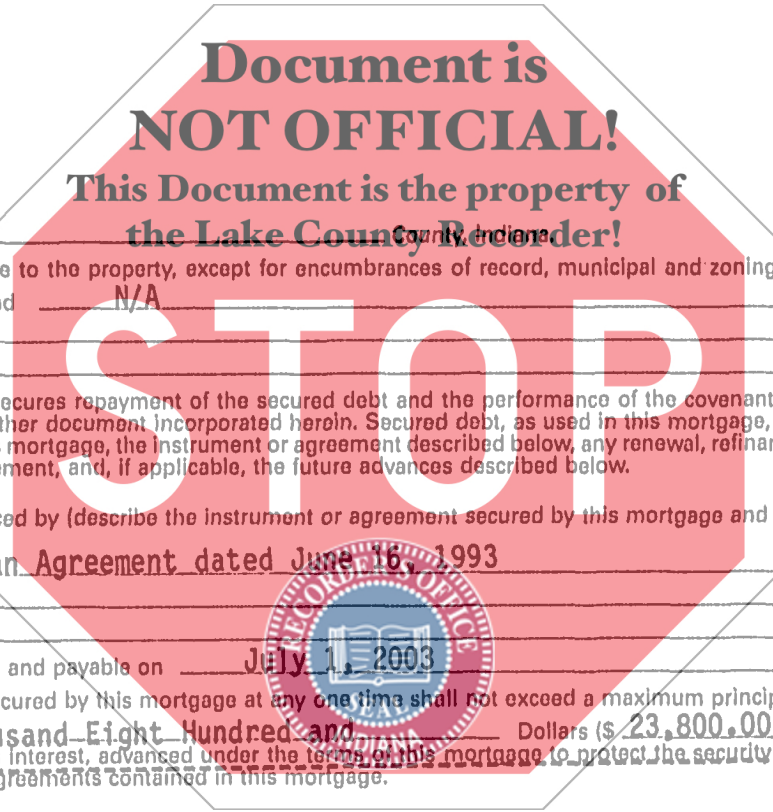 Document is
NOT OFFICIAL!
This Document is the property of
the Lake County Recorder!
County, Indiana.
e to the property, except for encumbrances of record, municipal and zoning
d N/A
STOP
ecures repayment of the secured debt and the performance of the covenant
ther document incorporated herein. Secured debt, as used in this mortgage,
mortgage, the instrument or agreement described below, any renewal, refinan
ment, and, if applicable, the future advances described below.
ced by (describe the instrument or agreement secured by this mortgage and
n Agreement dated June 16, 1993
RECORDER'S OFFICE
and payable on July 1, 2003
cured by this mortgage at any one time shall not exceed a maximum princip
sand Eight Hundred and Dollars ($ 23,800.00
INDIANA
interest, advanced under the terms of this mortgage to protect the security
greements contained in this mortgage.